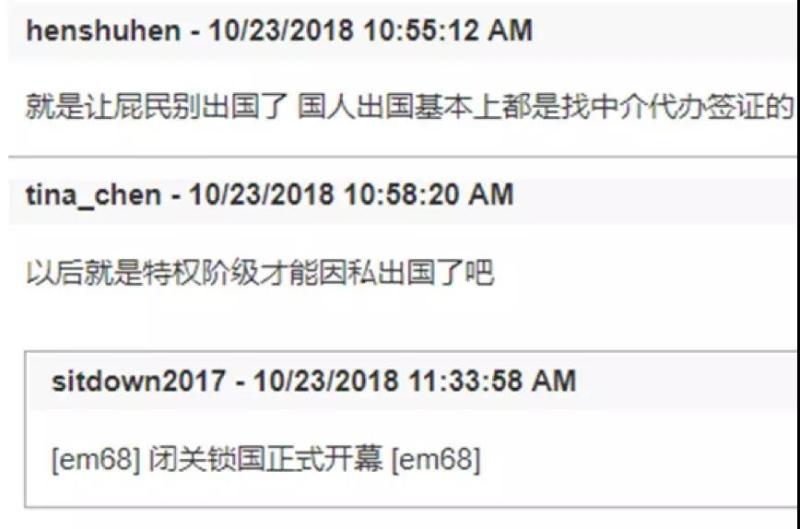 henshuhen - 10/23/2018 10:55:12 AM
就是让屁民别出国了 国人出国基本上都是找中介代办签证的
tina_chen - 10/23/2018 10:58:20 AM
以后就是特权阶级才能因私出国了吧
sitdown2017 - 10/23/2018 11:33:58 AM
[em68] 闭关锁国正式开幕 [em68]